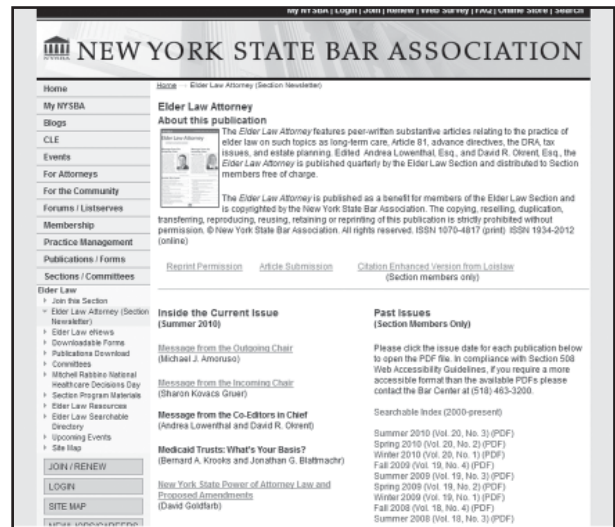 My NYSBA | Login | Join | Renew | Web Survey | FAQ | Online Store | Search
NYSBA
NEW YORK STATE BAR ASSOCIATION
Home
My NYSBA
Blogs
CLE
Events
For Attorneys
For the Community
Forums / Listserves
Membership
Practice Management
Publications / Forms
Sections / Committees
Elder Law
Join this Section
Elder Law Attorney (Section
Newsletter)
Elder Law eNews
Downloadable Forms
Publications Download
Committees
Mitchell Rabbino National
Healthcare Decisions Day
Section Program Materials
Elder Law Resources
Elder Law Searchable
Directory
Upcoming Events
Site Map
JOIN / RENEW
LOGIN
SITE MAP
NEW! JOBS/CAREERS
Home Elder Law Attorney (Section Newsletter)
Elder Law Attorney
About this publication
Elder Law Attorney
The Elder Law Attorney features peer-written substantive articles relating to the practice of
elder law on such topics as long-term care, Article 81, advance directives, the DRA, tax
issues, and estate planning. Edited Andrea Lowenthal, Esq., and David R. Okrent, Esq., the
Elder Law Attorney is published quarterly by the Elder Law Section and distributed to Section
members free of charge.
The Elder Law Attorney is published as a benefit for members of the Elder Law Section and
is copyrighted by the New York State Bar Association. The copying, reselling, duplication,
transferring, reproducing, reusing, retaining or reprinting of this publication is strictly prohibited without
permission. © New York State Bar Association. All rights reserved. ISSN 1070-4817 (print) ISSN 1934-2012
(online)
Reprint Permission Article Submission Citation Enhanced Version from Loislaw
(Section members only)
Inside the Current Issue
(Summer 2010)
Message from the Outgoing Chair
(Michael J. Amoruso)
Message from the Incoming Chair
(Sharon Kovacs Gruer)
Message from the Co-Editors in Chief
(Andrea Lowenthal and David R. Okrent)
Medicaid Trusts: What's Your Basis?
(Bernard A. Krooks and Jonathan G. Blattmachr)
New York State Power of Attorney Law and
Proposed Amendments
(David Goldfarb)
Past Issues
(Section Members Only)
Please click the issue date for each publication below
to open the PDF file. In compliance with Section 508
Web Accessibility Guidelines, if you require a more
accessible format than the available PDFs please
contact the Bar Center at (518) 463-3200.
Searchable Index (2000-present)
Summer 2010 (Vol. 20, No. 3) (PDF)
Spring 2010 (Vol. 20, No. 2) (PDF)
Winter 2010 (Vol. 20, No. 1) (PDF)
Fall 2009 (Vol. 19, No. 4) (PDF)
Summer 2009 (Vol. 19, No. 3) (PDF)
Spring 2009 (Vol. 19, No. 2) (PDF)
Winter 2009 (Vol. 19, No. 1) (PDF)
Fall 2008 (Vol. 18, No. 4) (PDF)
Summer 2008 (Vol. 18, No. 3) (PDF)